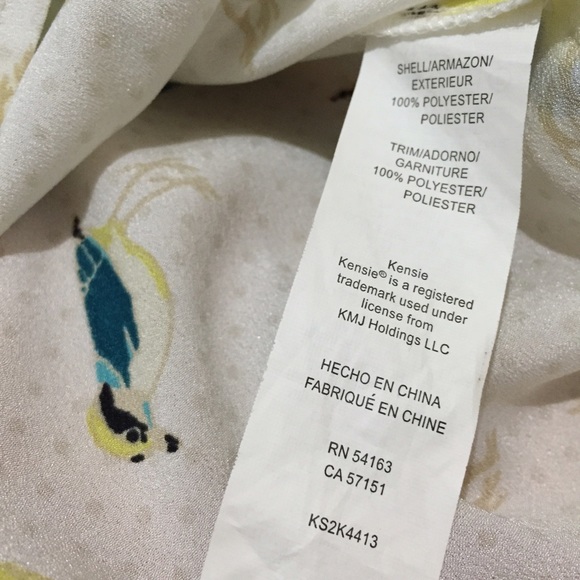 SHELL/ARMAZON/
EXTERIEUR
100% POLYESTER/
POLIESTER
TRIM/ADORNO/
GARNITURE
100% POLYESTER/
POLIESTER
Kensie
Kensie® is a registered
trademark used under
license from
KMJ Holdings LLC
HECHO EN CHINA
FABRIQUÉ EN CHINE
RN 54163
CA 57151
KS2K4413